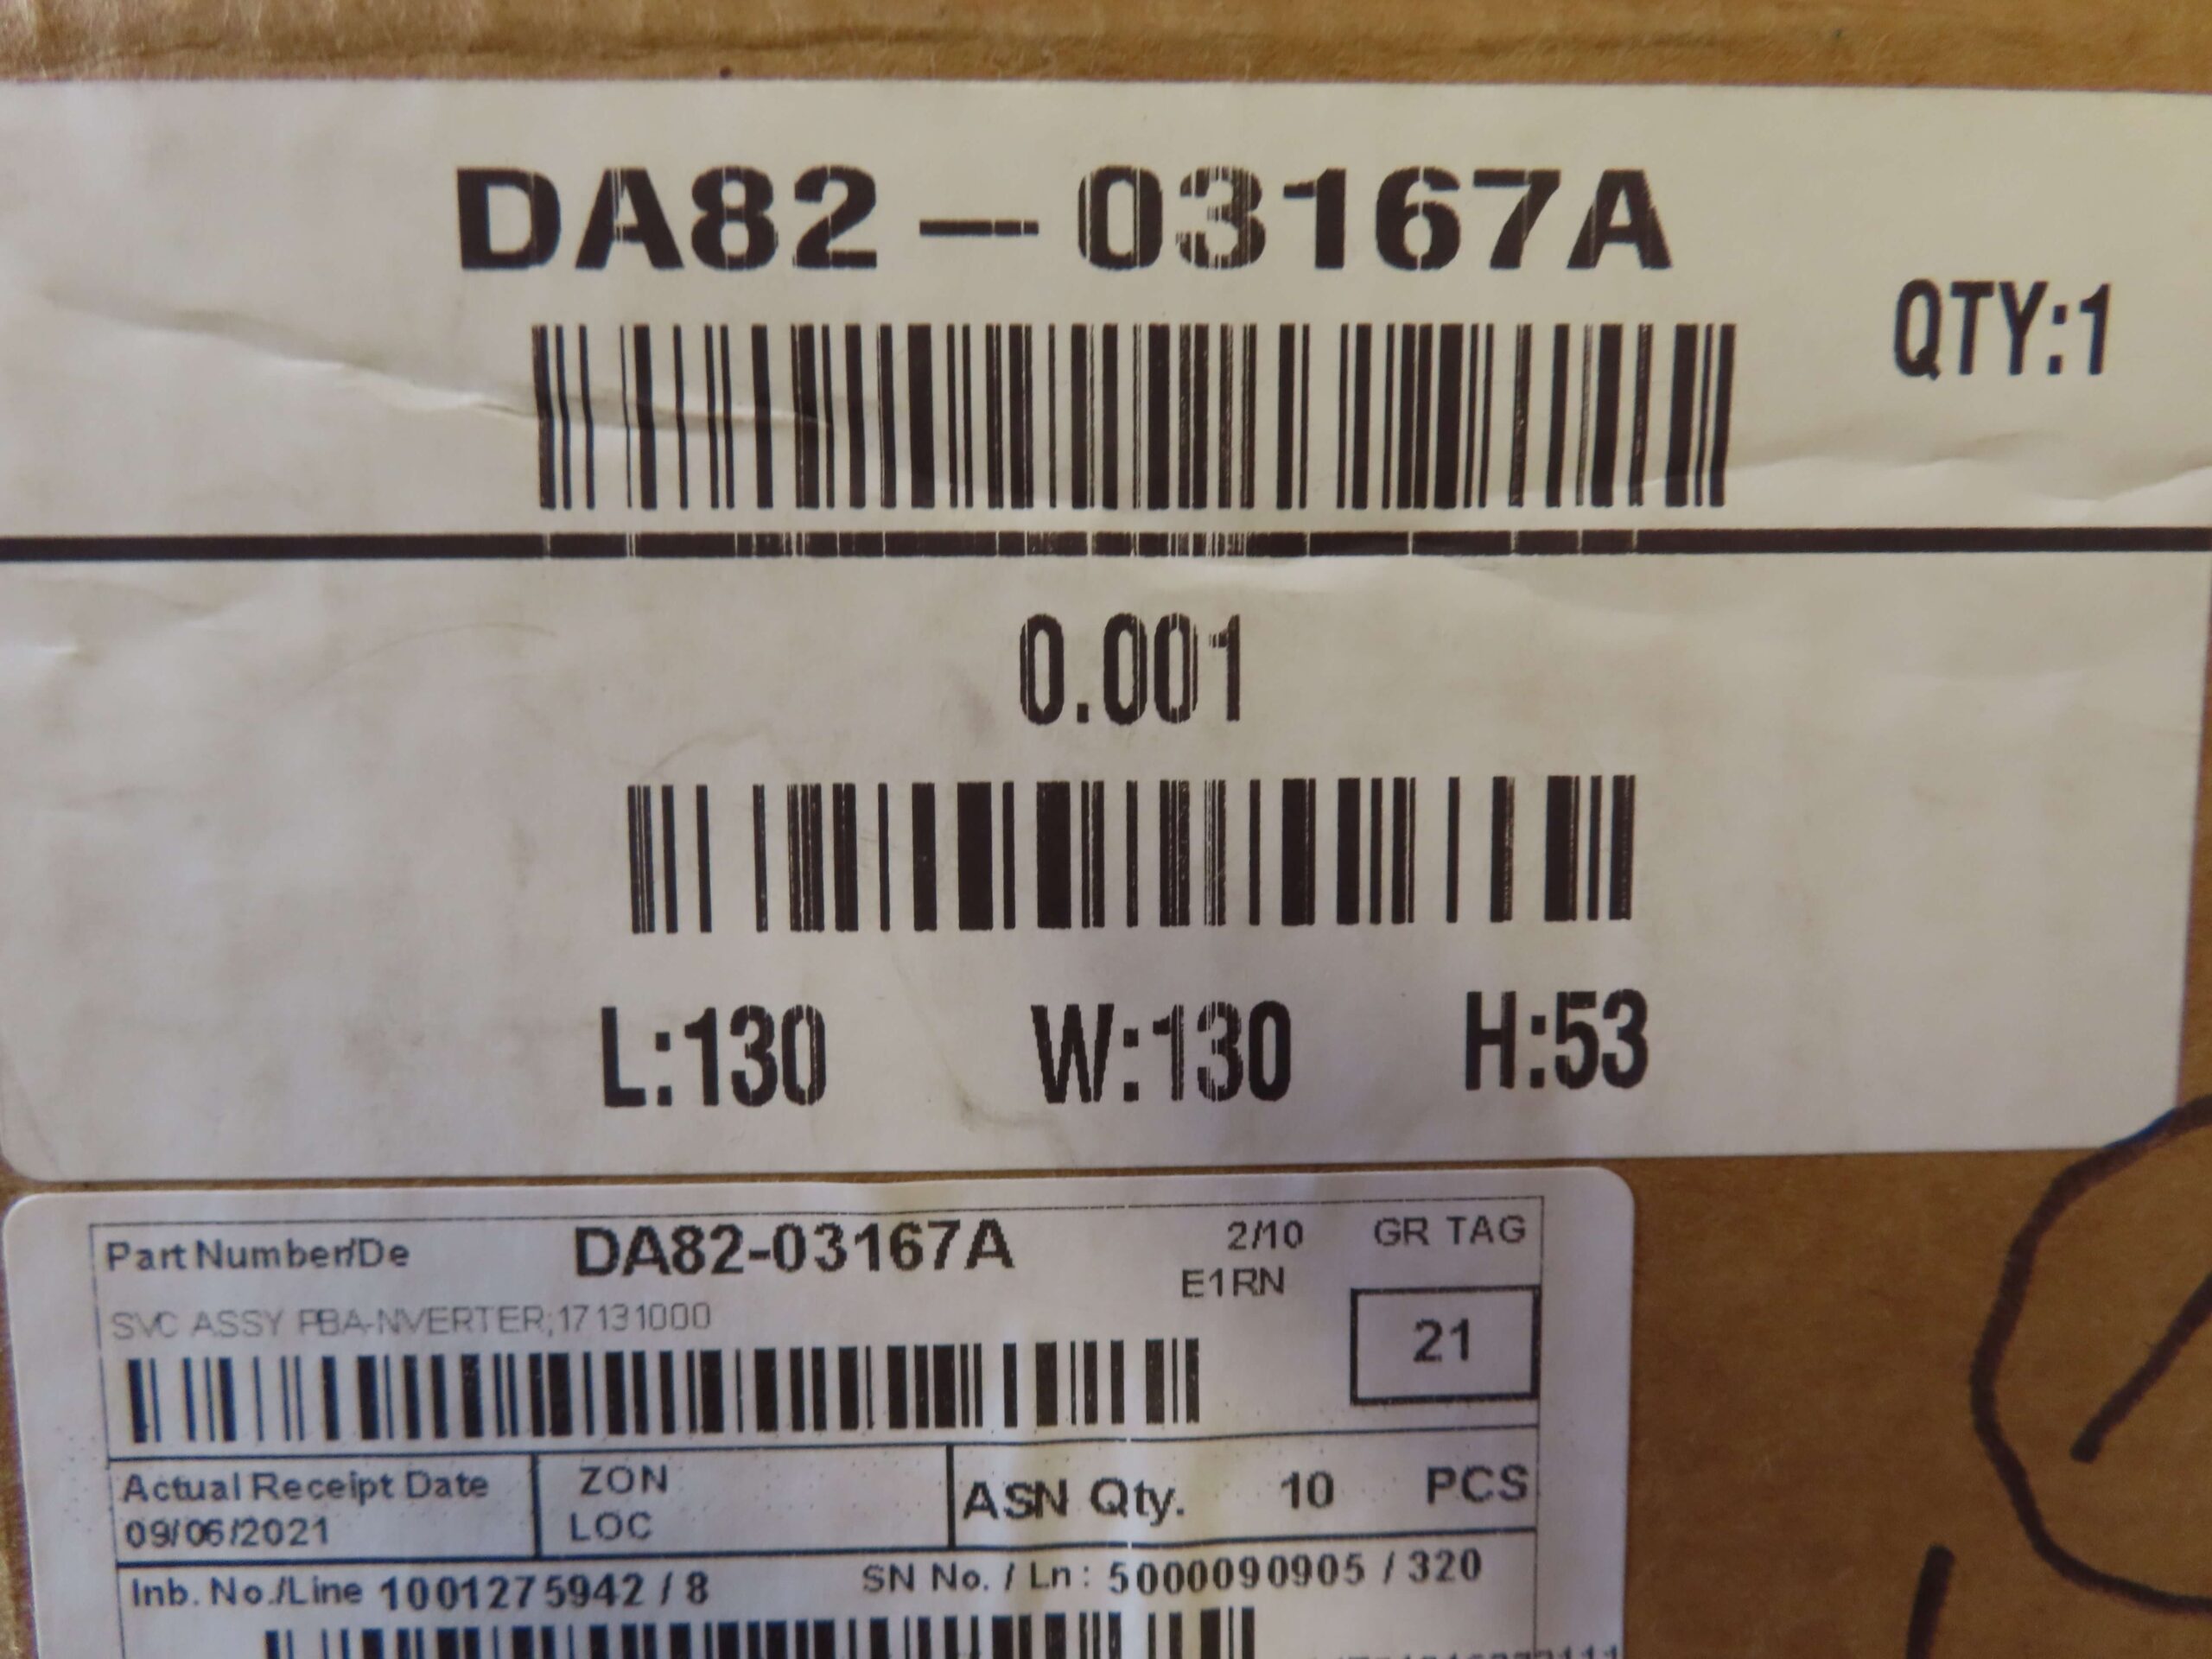 DA82-03167A
QTY:1
0.001
L:130 W:130 H:53
Part Number/De DA82-03167A 2/10 GR TAG
E1RN
SVC ASSY PBA-NVERTER;17131000
21
Actual Receipt Date ZON ASN Qty. 10 PCS
09/06/2021 LOC
Inb. No./Line 1001275942 / 8 SN No. / Ln : 5000090905 / 320